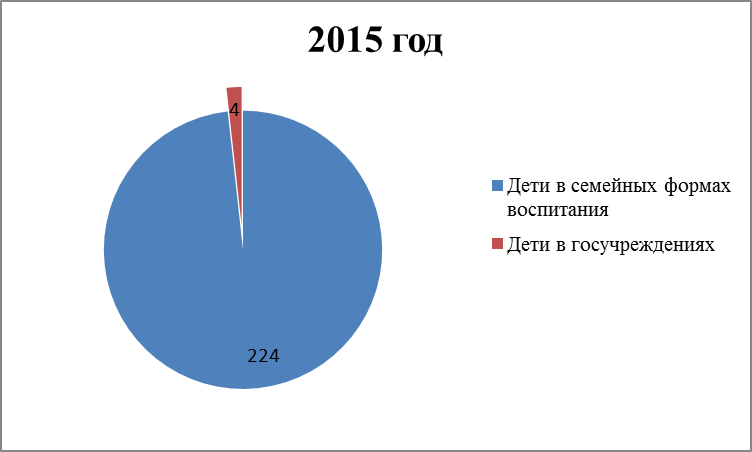 2015 год
4
224
Дети в семейных формах
воспитания
Дети в госучреждениях